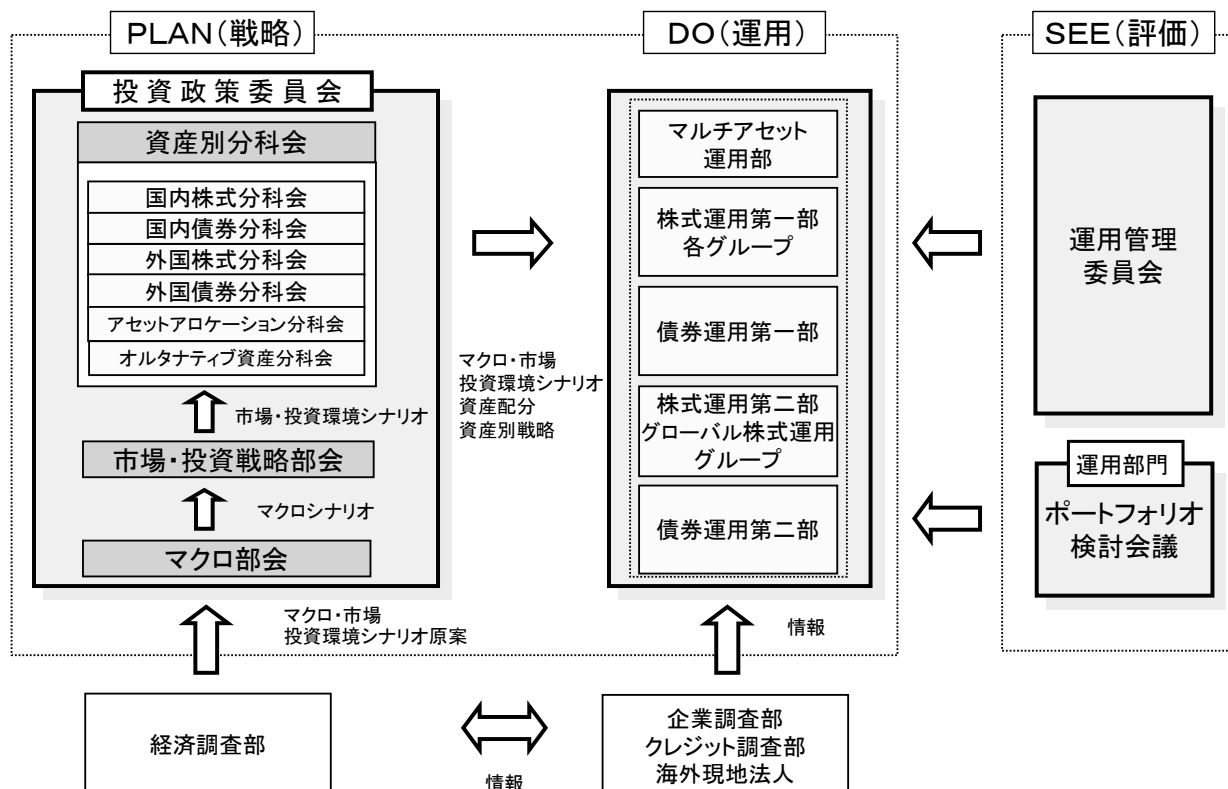 PLAN(戦略)
投資政策委員会
資産別分科会
国内株式分科会
国内債券分科会
外国株式分科会
外国債券分科会
アセットアロケーション分科会
オルタナティブ資産分科会
市場・投資環境シナリオ
市場・投資戦略部会
マクロシナリオ
マクロ部会
マクロ・市場
投資環境シナリオ原案
経済調査部
マクロ・市場
投資環境シナリオ
資産配分
資産別戦略
DO(運用)
マルチアセット
運用部
株式運用第一部
各グループ
債券運用第一部
株式運用第二部
グローバル株式運用
グループ
債券運用第二部
情報
企業調査部
クレジット調査部
海外現地法人
情報
SEE(評価)
運用管理
委員会
運用部門
ポートフォリオ
検討会議